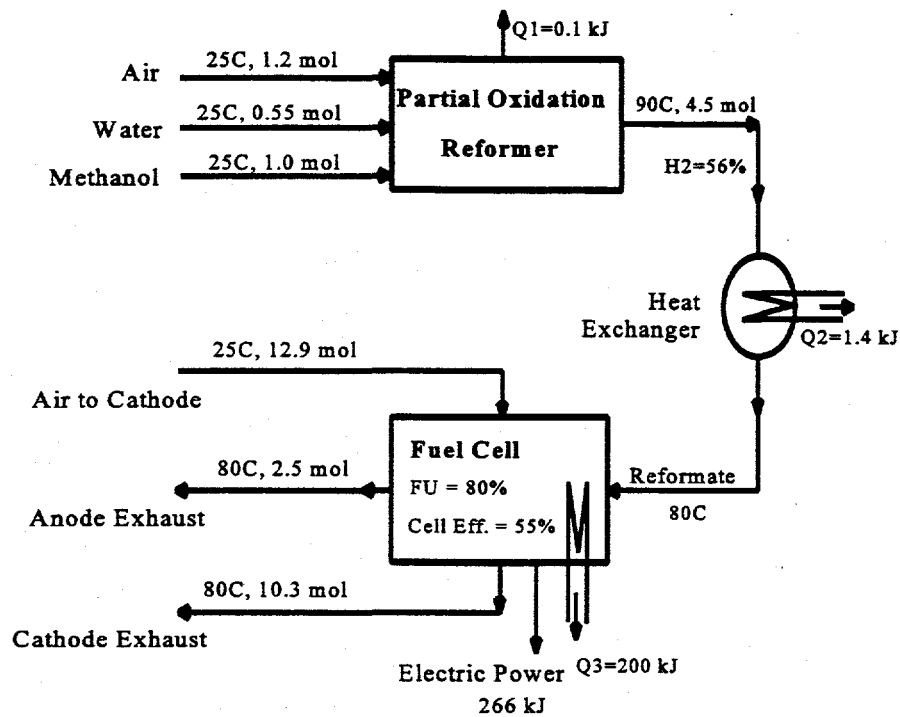 Q1=0.1 kJ
Air
25C, 1.2 mol
Water
25C, 0.55 mol
Methanol
25C, 1.0 mol
Partial Oxidation
Reformer
90C, 4.5 mol
H2=56%
Heat
Exchanger
Q2=1.4 kJ
25C, 12.9 mol
Air to Cathode
Fuel Cell
FU = 80%
Cell Eff. = 55%
Reformate
80C
80C, 2.5 mol
Anode Exhaust
80C, 10.3 mol
Cathode Exhaust
Electric Power
266 kJ
Q3=200 kJ